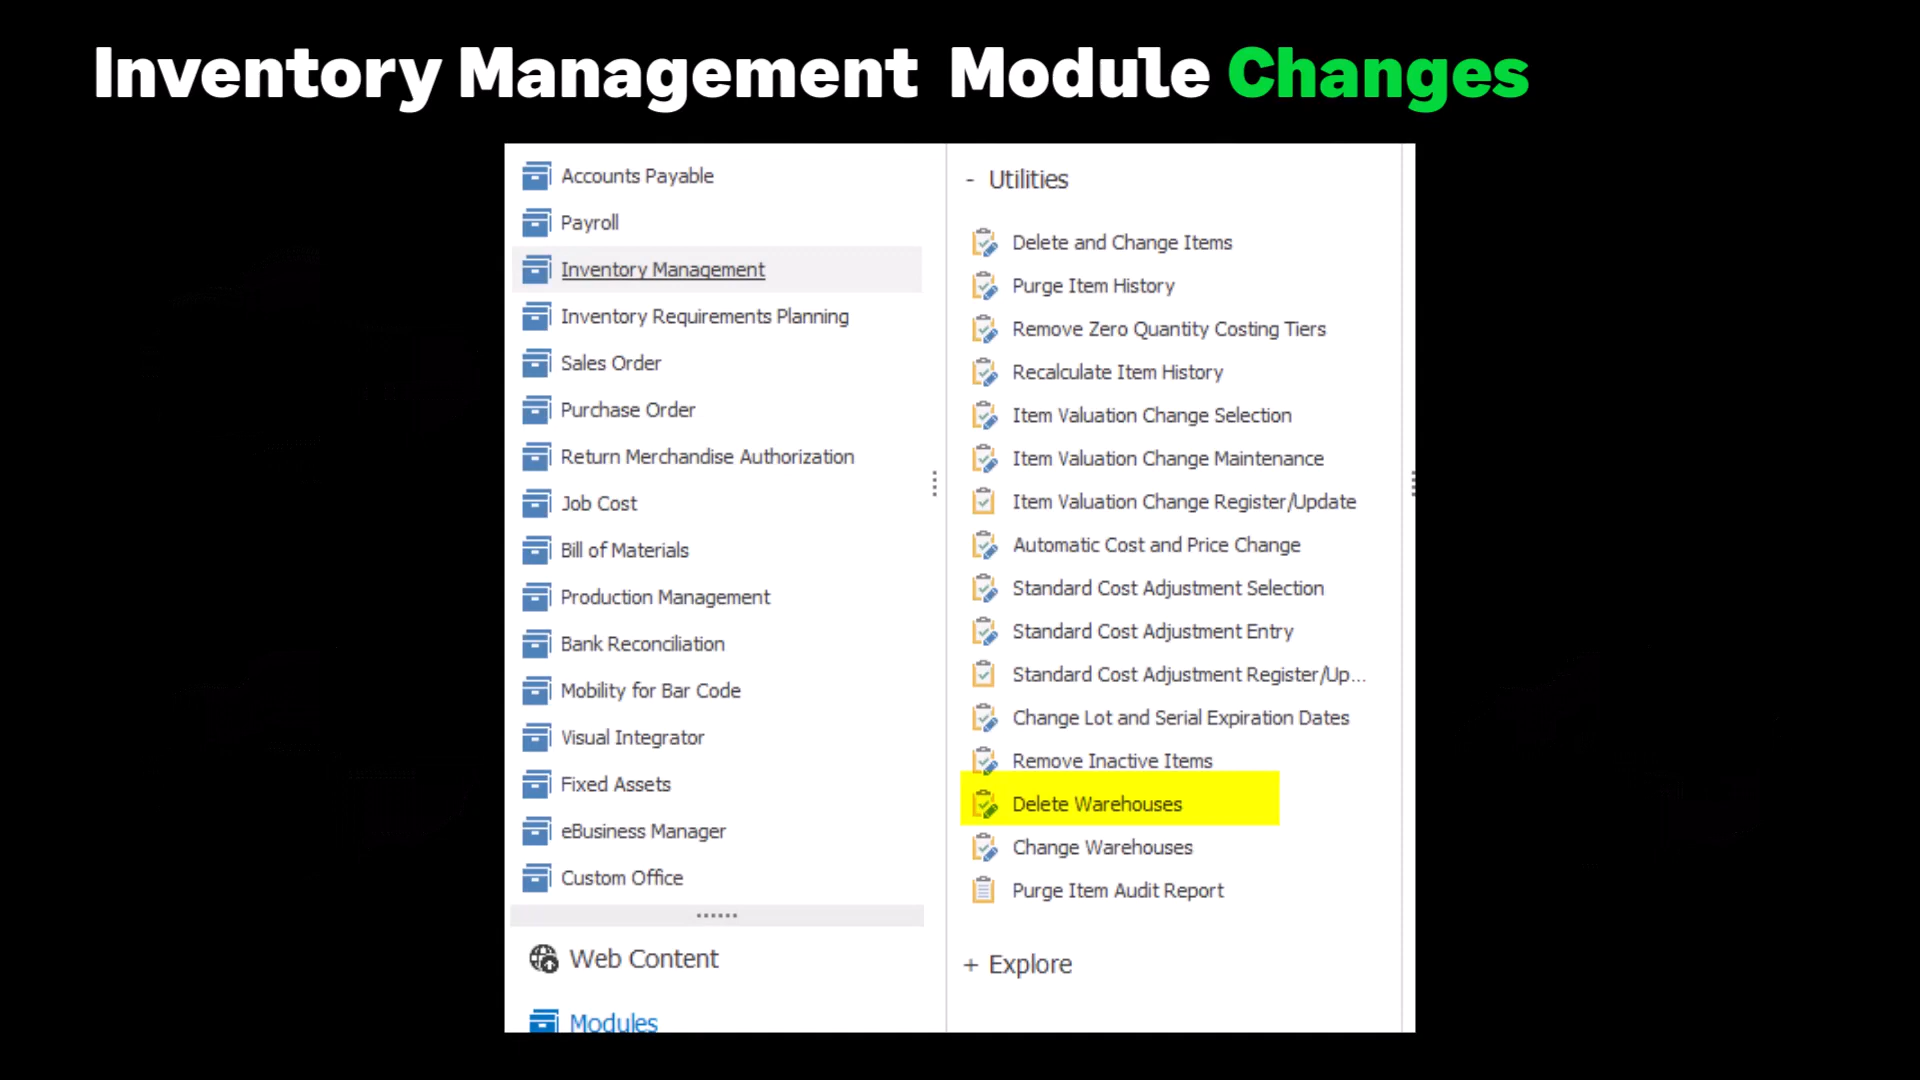 Inventory Management Module Changes
Accounts Payable
Payroll
Inventory Management
Inventory Requirements Planning
Sales Order
Purchase Order
Return Merchandise Authorization
Job Cost
Bill of Materials
Production Management
Bank Reconciliation
Mobility for Bar Code
Visual Integrator
Fixed Assets
eBusiness Manager
Custom Office
Web Content
Modules
- Utilities
Delete and Change Items
Purge Item History
Remove Zero Quantity Costing Tiers
Recalculate Item History
Item Valuation Change Selection
Item Valuation Change Maintenance
Item Valuation Change Register/Update
Automatic Cost and Price Change
Standard Cost Adjustment Selection
Standard Cost Adjustment Entry
Standard Cost Adjustment Register/Up...
Change Lot and Serial Expiration Dates
Remove Inactive Items
Delete Warehouses
Change Warehouses
Purge Item Audit Report
+ Explore